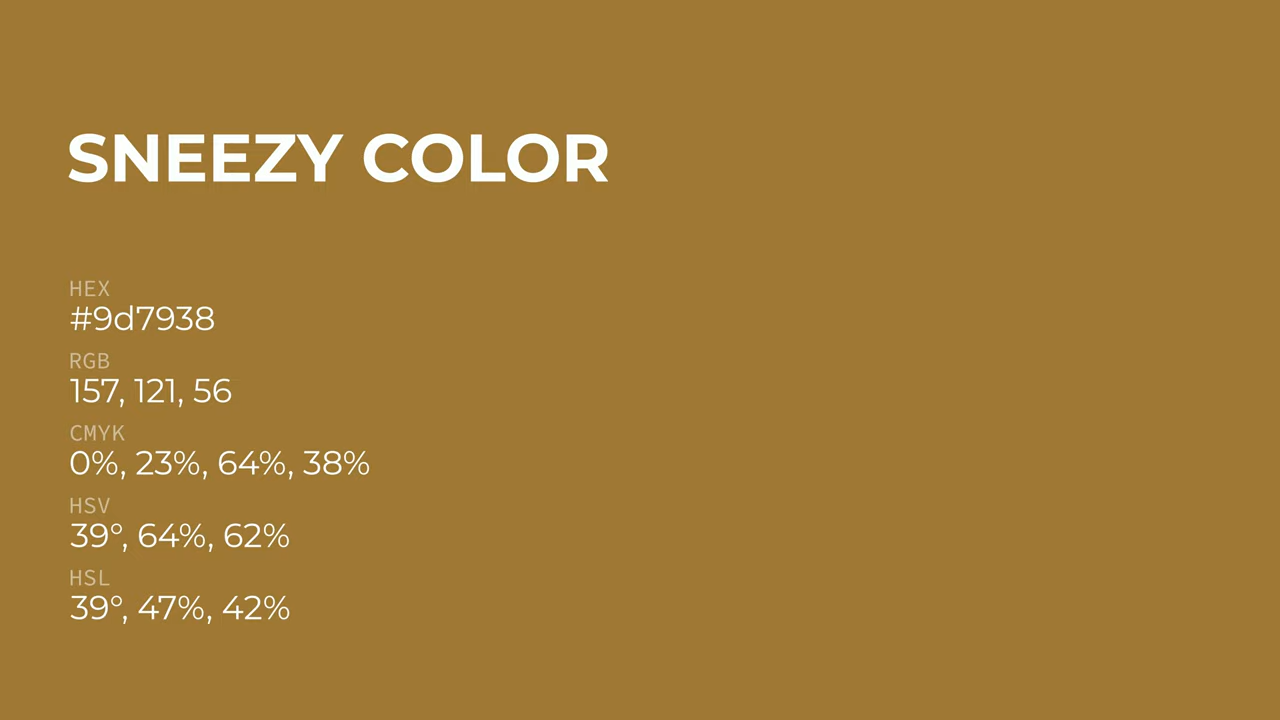 SNEEZY COLOR
HEX
#9d7938
RGB
157, 121, 56
CMYK
0%, 23%, 64%, 38%
HSV
39°, 64%, 62%
HSL
39°, 47%, 42%